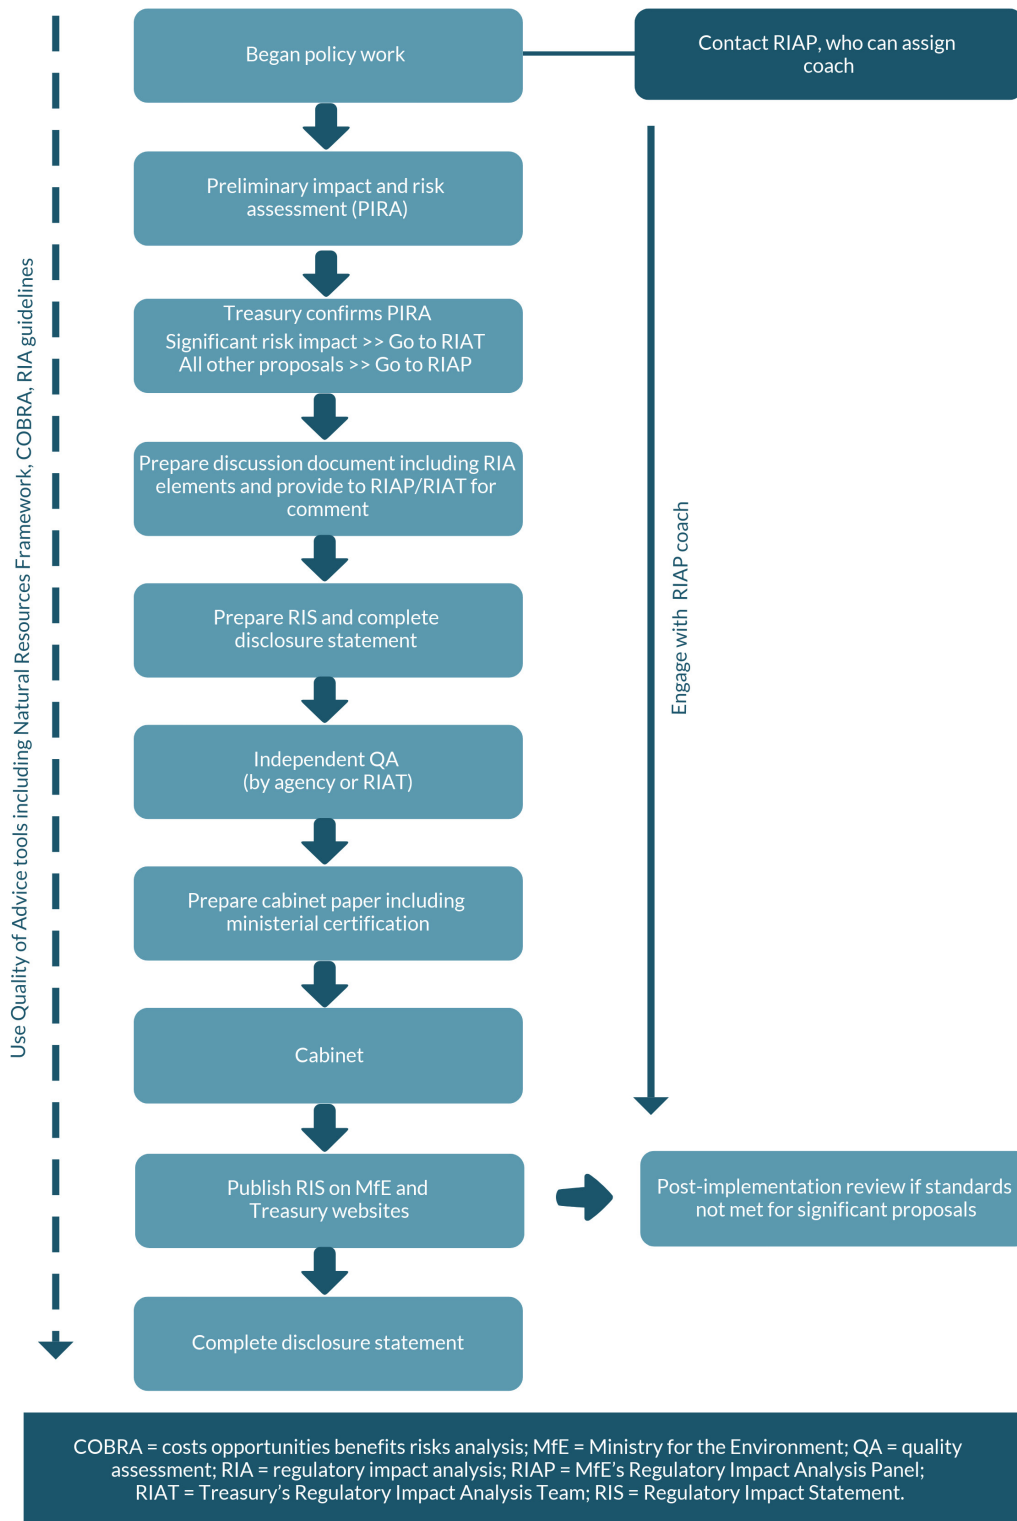 Began policy work
Contact RIAP, who can assign
coach
Preliminary impact and risk
assessment (PIRA)
Treasury confirms PIRA
Significant risk impact >> Go to RIAT
All other proposals >> Go to RIAP
Prepare discussion document including RIA
elements and provide to RIAP/RIAT for
comment
Prepare RIS and complete
disclosure statement
Independent QA
(by agency or RIAT)
Prepare cabinet paper including
ministerial certification
Cabinet
Publish RIS on MfE and
Treasury websites
Post-implementation review if standards
not met for significant proposals
Complete disclosure statement
Use Quality of Advice tools including Natural Resources Framework, COBRA, RIA guidelines
Engage with RIAP coach
COBRA = costs opportunities benefits risks analysis; MfE = Ministry for the Environment; QA = quality
assessment; RIA = regulatory impact analysis; RIAP = MfE's Regulatory Impact Analysis Panel;
RIAT = Treasury's Regulatory Impact Analysis Team; RIS = Regulatory Impact Statement.